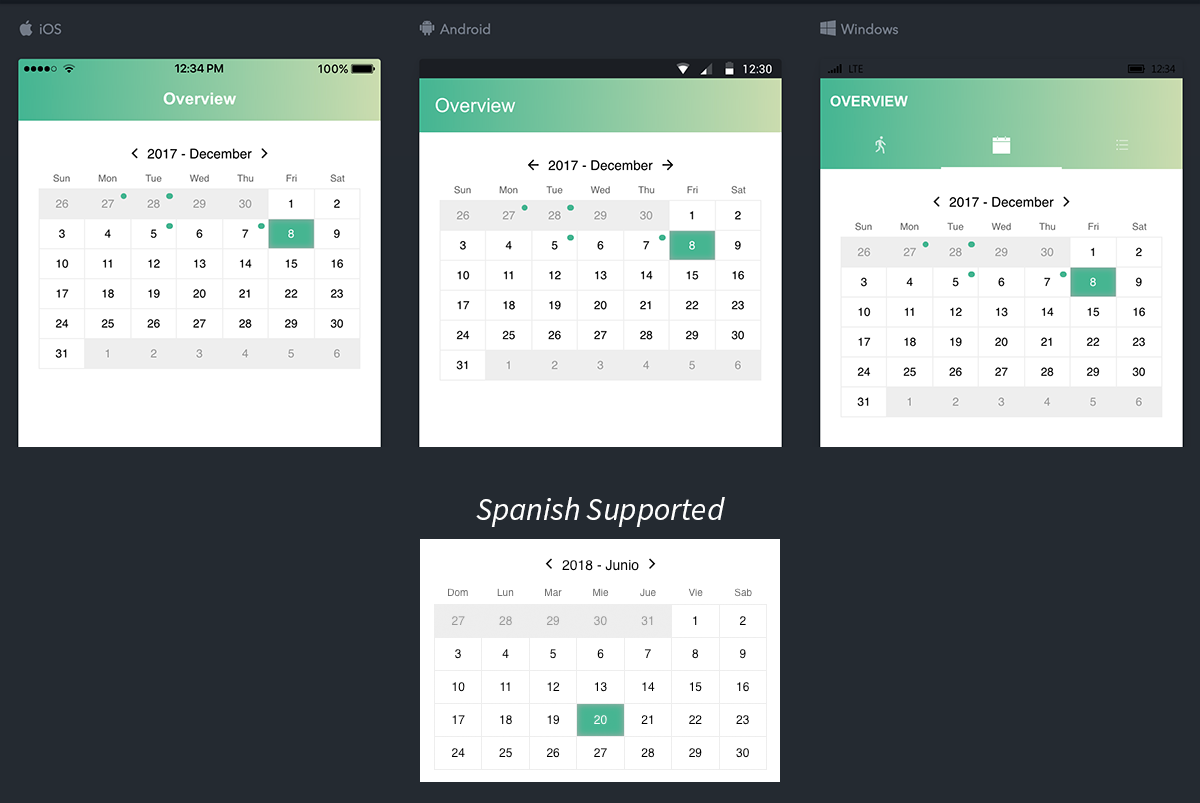 iOS
Android
Windows
12:34 PM 100%
Overview
2017 - December
Sun Mon Tue Wed Thu Fri Sat
26 27 28 29 30 1 2
3 4 5 6 7 8 9
10 11 12 13 14 15 16
17 18 19 20 21 22 23
24 25 26 27 28 29 30
31 1 2 3 4 5 6
12:30
Overview
2017 - December
Sun Mon Tue Wed Thu Fri Sat
26 27 28 29 30 1 2
3 4 5 6 7 8 9
10 11 12 13 14 15 16
17 18 19 20 21 22 23
24 25 26 27 28 29 30
31 1 2 3 4 5 6
LTE 12:34
OVERVIEW
2017 - December
Sun Mon Tue Wed Thu Fri Sat
26 27 28 29 30 1 2
3 4 5 6 7 8 9
10 11 12 13 14 15 16
17 18 19 20 21 22 23
24 25 26 27 28 29 30
31 1 2 3 4 5 6
Spanish Supported
2018 - Junio
Dom Lun Mar Mie Jue Vie Sab
27 28 29 30 31 1 2
3 4 5 6 7 8 9
10 11 12 13 14 15 16
17 18 19 20 21 22 23
24 25 26 27 28 29 30